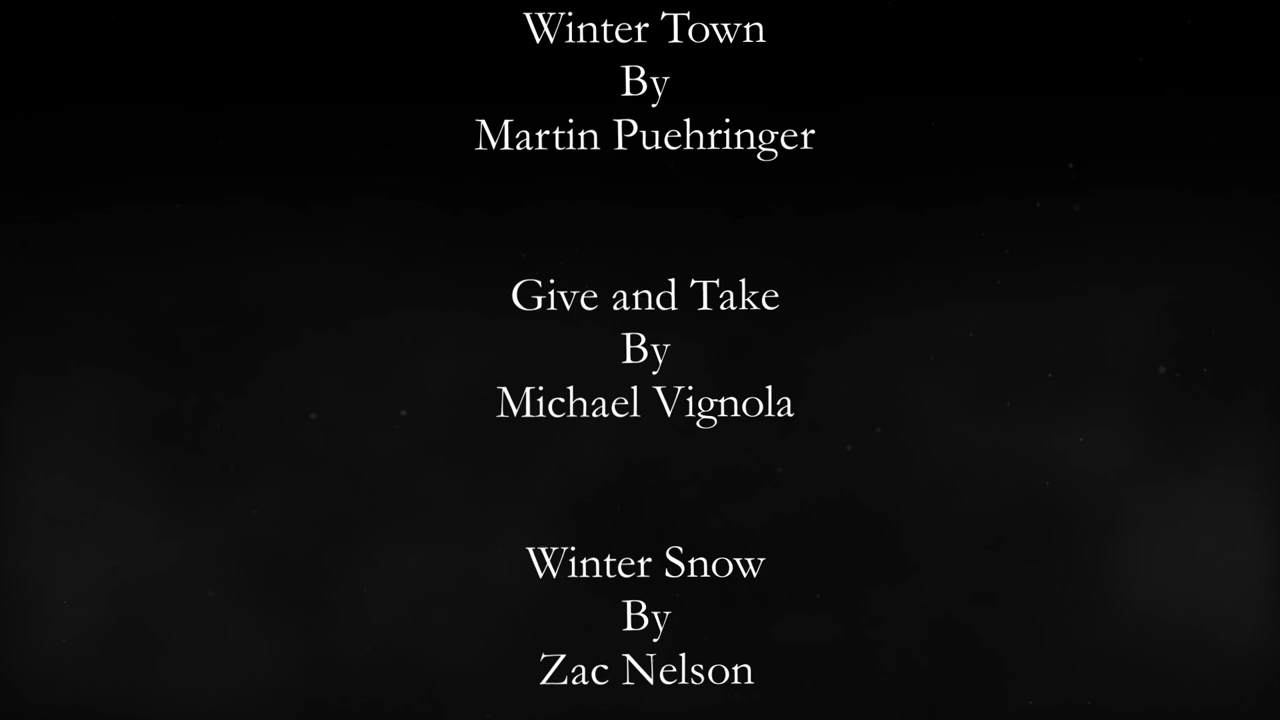 Winter Town
By
Martin Puehringer
Give and Take
By
Michael Vignola
Winter Snow
By
Zac Nelson